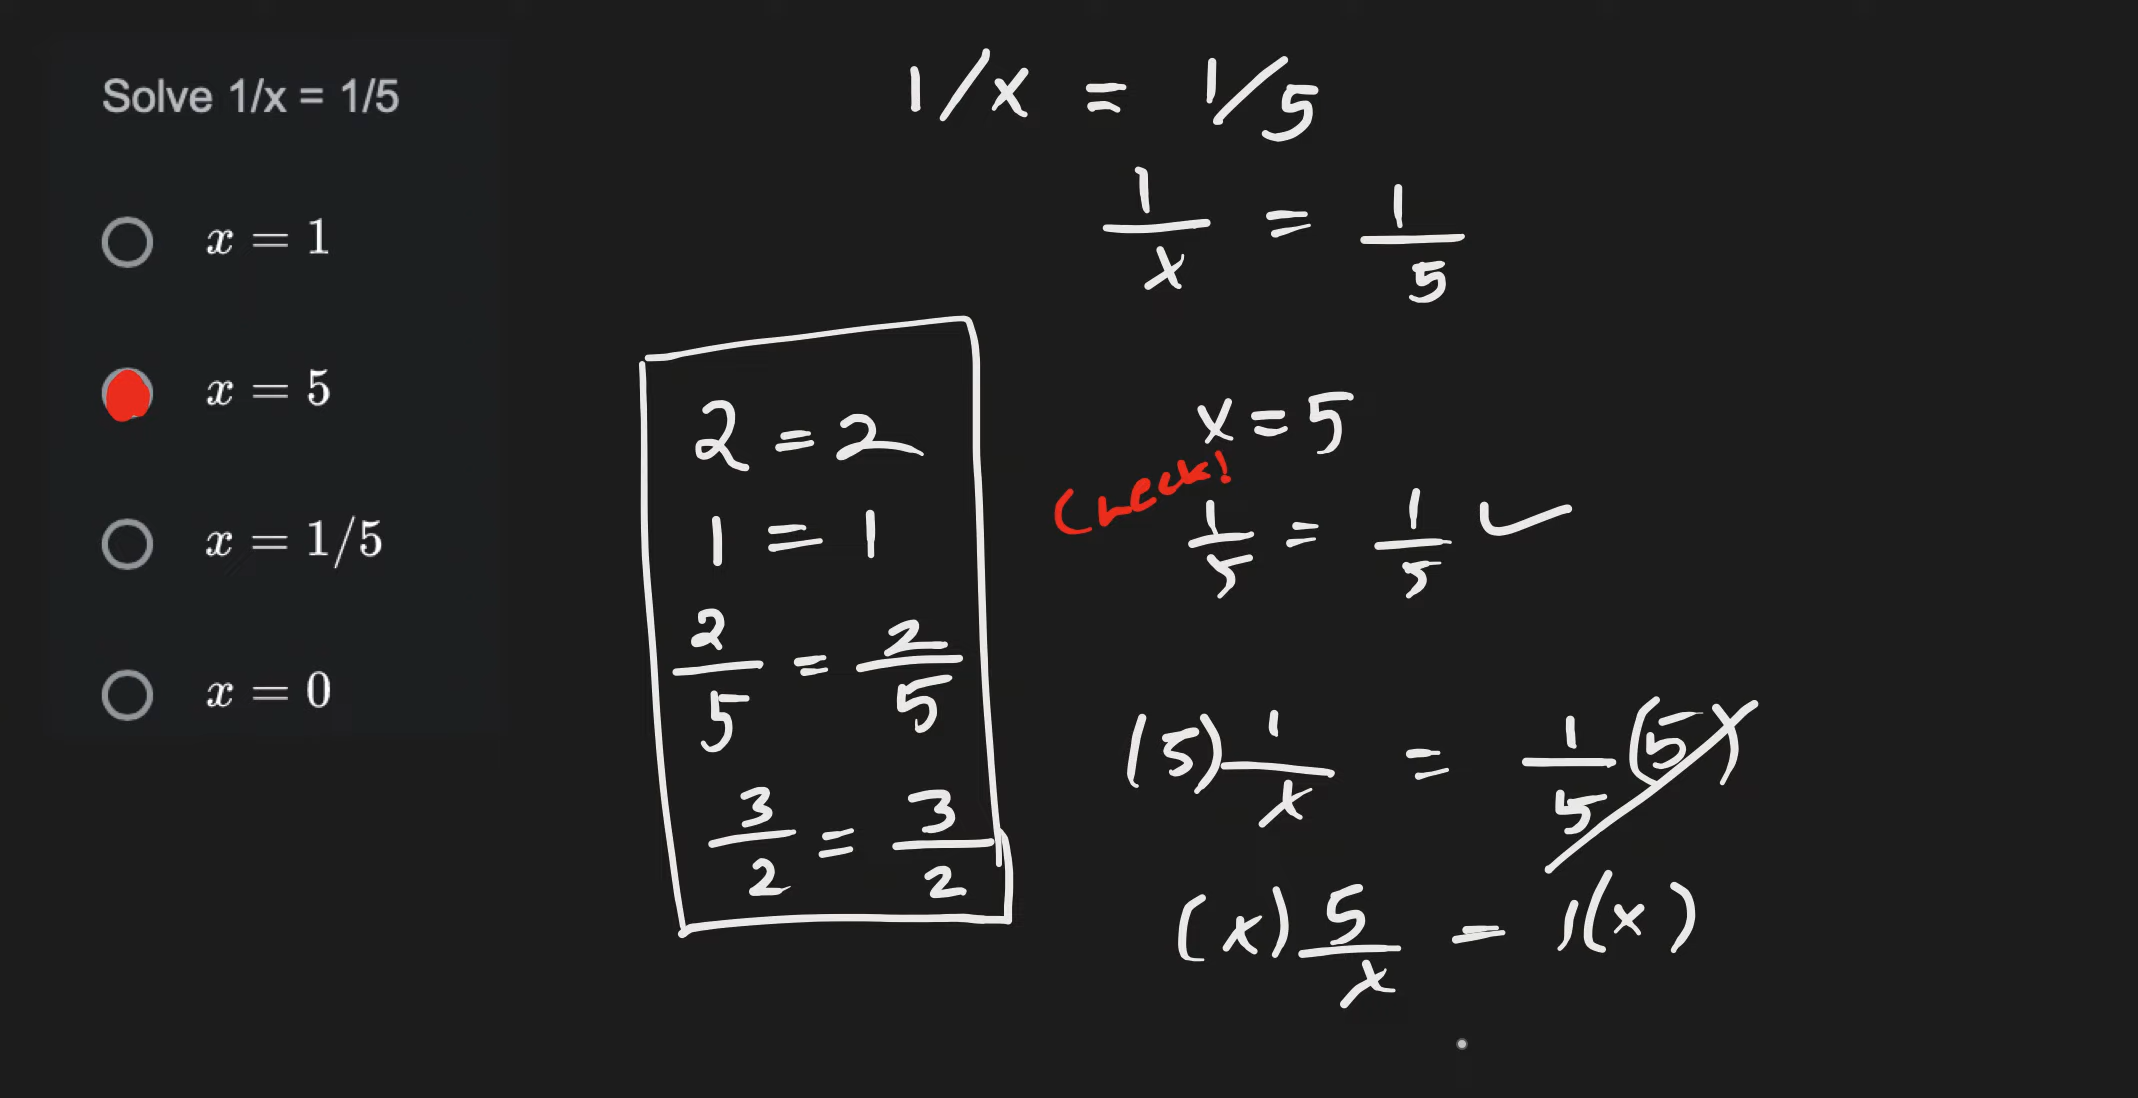 Solve 1/x = 1/5
x = 1
x = 5
x = 1/5
x = 0
1/x = 1/5
1/x = 1/5
2 = 2
1 = 1
2/5 = 2/5
3/2 = 3/2
x = 5
Check!
1/5 = 1/5 ✓
(5) 1/x = 1/5 (5)
(x) 5/x = 1(x)